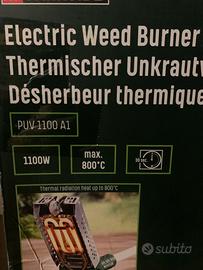 Electric Weed Burner
Thermischer Unkrautv
Désherbeur thermique
PUV 1100 A1
1100W
max.
800°C
Thermal radiation heat up to 800°C
subito